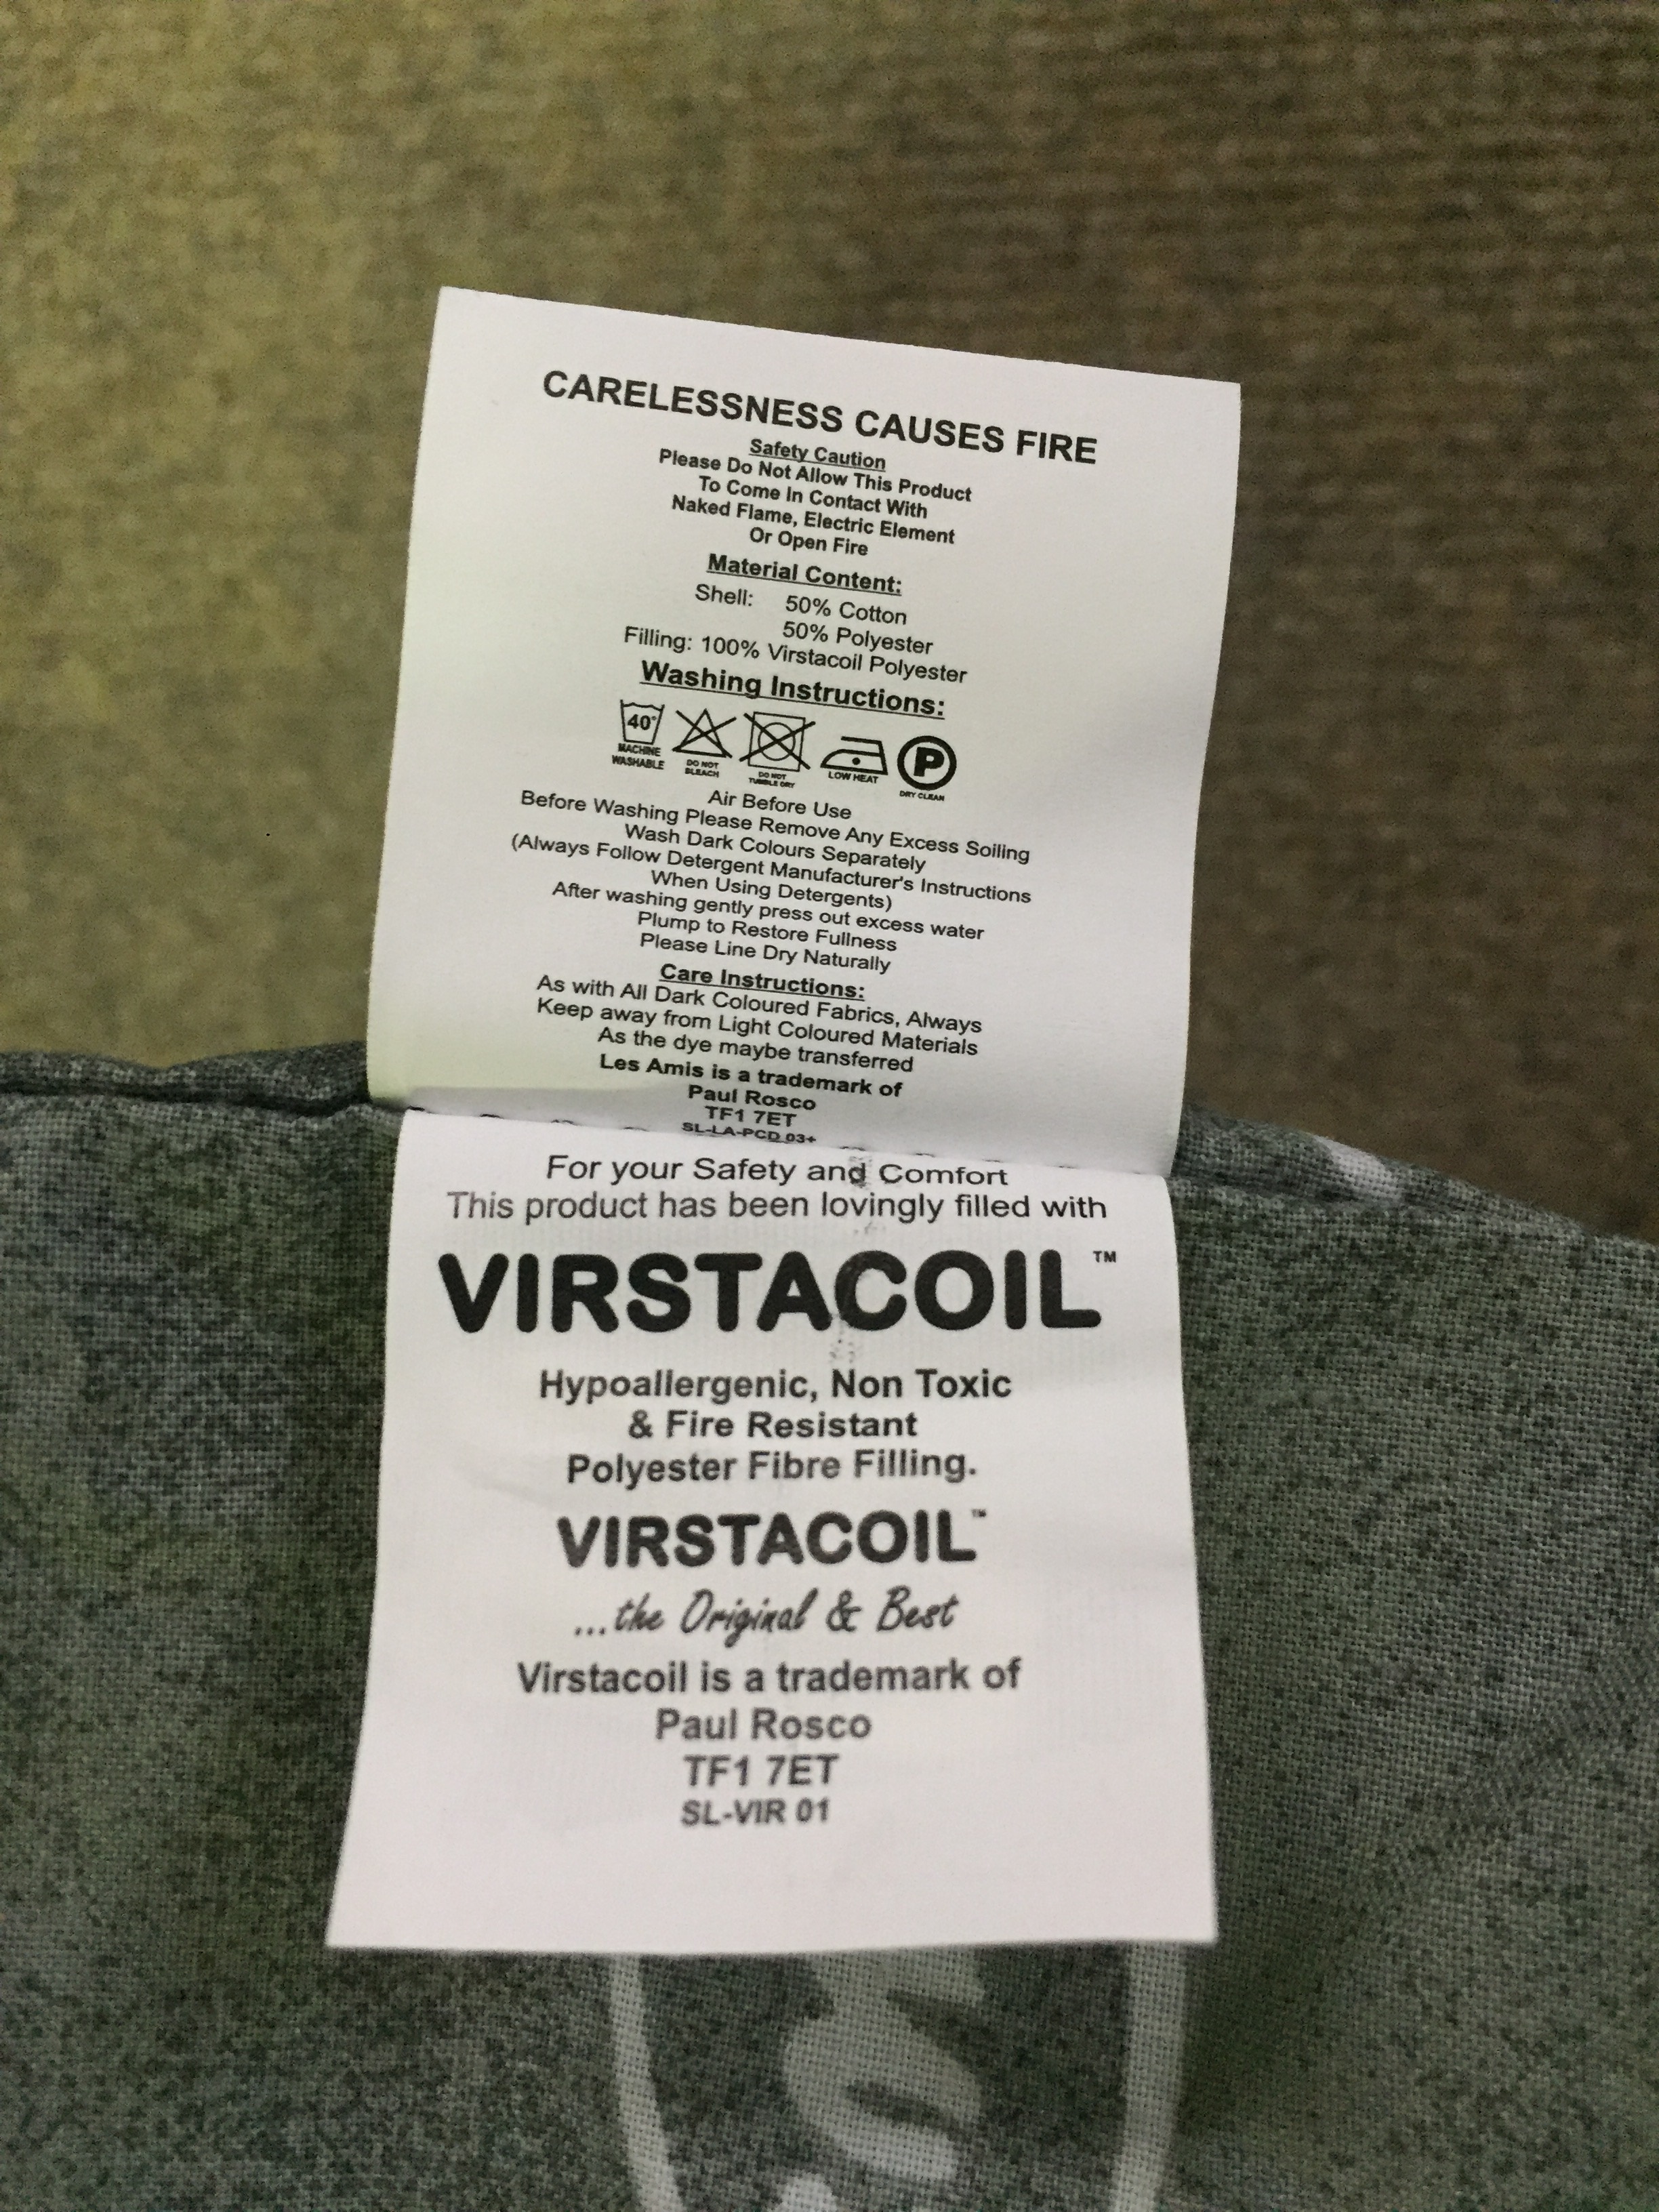 CARELESSNESS CAUSES FIRE
Safety Caution
Please Do Not Allow This Product
To Come In Contact With
Naked Flame, Electric Element
Or Open Fire
Material Content:
Shell: 50% Cotton
50% Polyester
Filling: 100% Virstacoil Polyester
Washing Instructions:
40° P
MACHINE WASHABLE DO NOT BLEACH DO NOT TUMBLE DRY LOW HEAT DRY CLEAN
Air Before Use
Before Washing Please Remove Any Excess Soiling
Wash Dark Colours Separately
(Always Follow Detergent Manufacturer's Instructions
When Using Detergents)
After washing gently press out excess water
Plump to Restore Fullness
Please Line Dry Naturally
Care Instructions:
As with All Dark Coloured Fabrics, Always
Keep away from Light Coloured Materials
As the dye maybe transferred
Les Amis is a trademark of
Paul Rosco
TF1 7ET
SL-LA-PCD 03+
For your Safety and Comfort
This product has been lovingly filled with
VIRSTACOIL™
Hypoallergenic, Non Toxic
& Fire Resistant
Polyester Fibre Filling.
VIRSTACOIL™
...the Original & Best
Virstacoil is a trademark of
Paul Rosco
TF1 7ET
SL-VIR 01